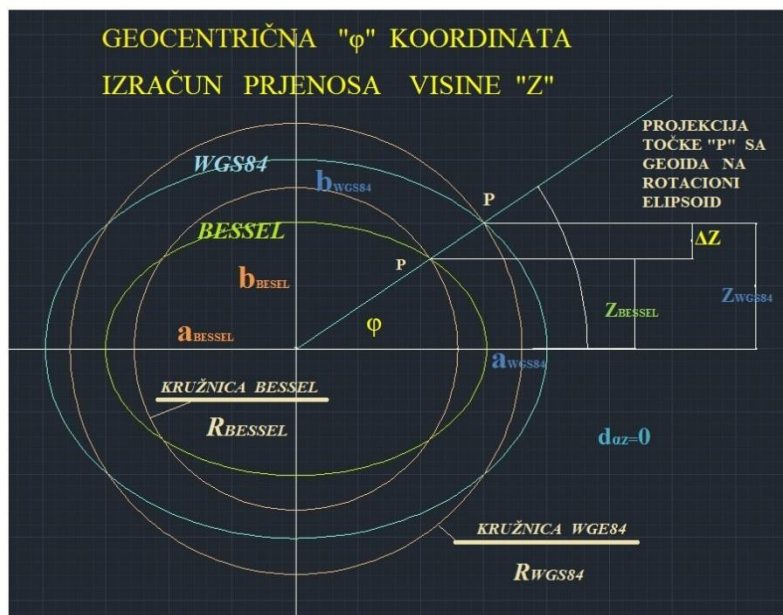 GEOCENTRIČNA "φ" KOORDINATA
IZRAČUN PRJENOSA VISINE "Z"
PROJEKCIJA
TOČKE "P" SA
GEOIDA NA
ROTACIONI
ELIPSOID
WGS84
bWGS84
P
BESSEL
ΔZ
P
bBESEL
ZBESSEL
ZWGS84
aBESSEL
φ
aWGS84
KRUŽNICA BESSEL
RBESSEL
dαz=0
KRUŽNICA WGE84
RWGS84